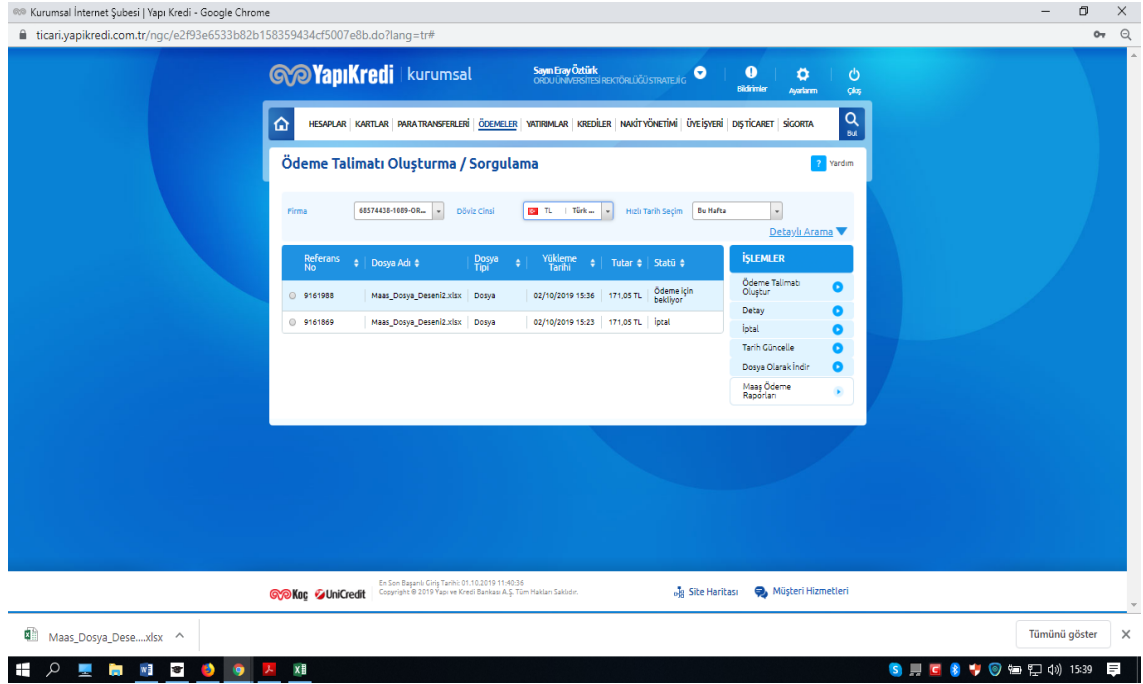 Kurumsal İnternet Şubesi | Yapı Kredi - Google Chrome
ticari.yapikredi.com.tr/ngc/e2f93e6533b82b158359434cf5007e8b.do?lang=tr#
YapıKredi | kurumsal
Sayın Eray Öztürk
ORDU ÜNİVERSİTESİ REKTÖRLÜĞÜ STRATEJİ G
Bildirimler
Ayarlarım
Çıkış
HESAPLAR | KARTLAR | PARA TRANSFERLERİ | ÖDEMELER | YATIRIMLAR | KREDİLER | NAKİT YÖNETİMİ | ÜYE İŞYERİ | DIŞ TİCARET | SİGORTA
Bul
Ödeme Talimatı Oluşturma / Sorgulama
? Yardım
Firma 68574438-1089-OR... Döviz Cinsi TL | Türk ... Hızlı Tarih Seçim Bu Hafta
Detaylı Arama
Referans No Dosya Adı Dosya Tipi Yükleme Tarihi Tutar Statü
9161988 Maas_Dosya_Deseni2.xlsx Dosya 02/10/2019 15:36 171,05 TL Ödeme için bekliyor
9161869 Maas_Dosya_Deseni2.xlsx Dosya 02/10/2019 15:23 171,05 TL İptal
İŞLEMLER
Ödeme Talimatı
Oluştur
Detay
İptal
Tarih Güncelle
Dosya Olarak İndir
Maaş Ödeme
Raporları
Koç UniCredit
En Son Başarılı Giriş Tarihi: 01.10.2019 11:40:36
Copyright © 2019 Yapı ve Kredi Bankası A.Ş. Tüm Hakları Saklıdır.
Site Haritası
Müşteri Hizmetleri
Maas_Dosya_Dese....xlsx
Tümünü göster
15:39